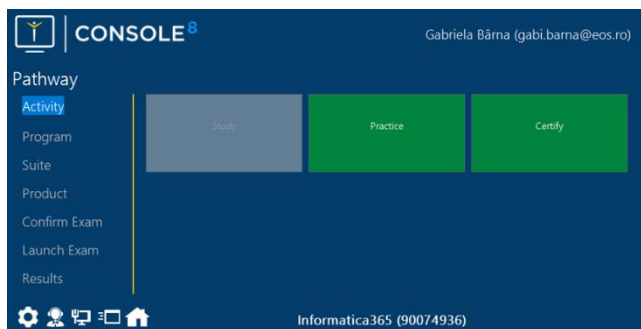 CONSOLE8
Gabriela Bârna (gabi.barna@eos.ro)
Pathway
Activity
Study
Practice
Certify
Program
Suite
Product
Confirm Exam
Launch Exam
Results
Informatica365 (90074936)